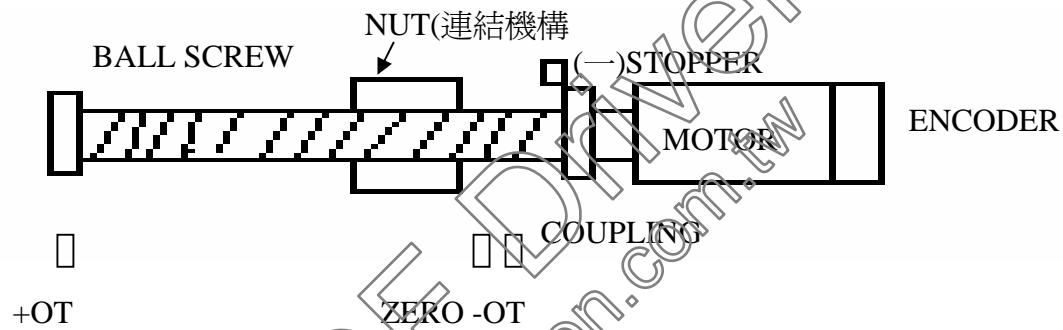 NUT(連結機構
BALL SCREW
(一)STOPPER
MOTOR
ENCODER
COUPLING
+OT ZERO -OT